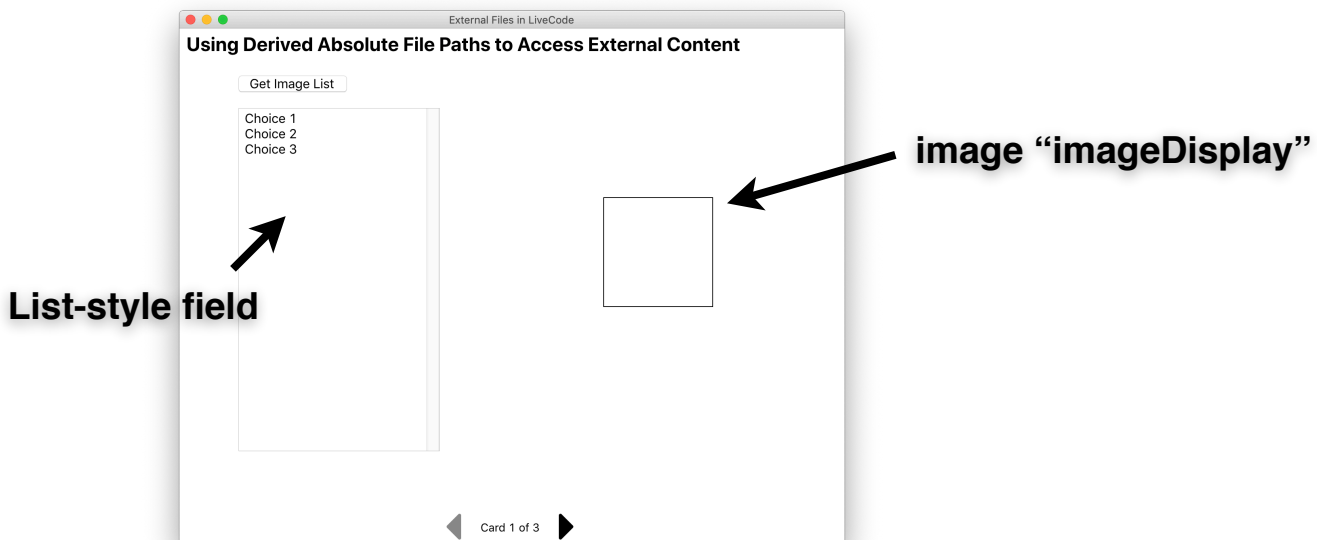 External Files in LiveCode
Using Derived Absolute File Paths to Access External Content
Get Image List
Choice 1
Choice 2
Choice 3
image “imageDisplay”
List-style field
Card 1 of 3